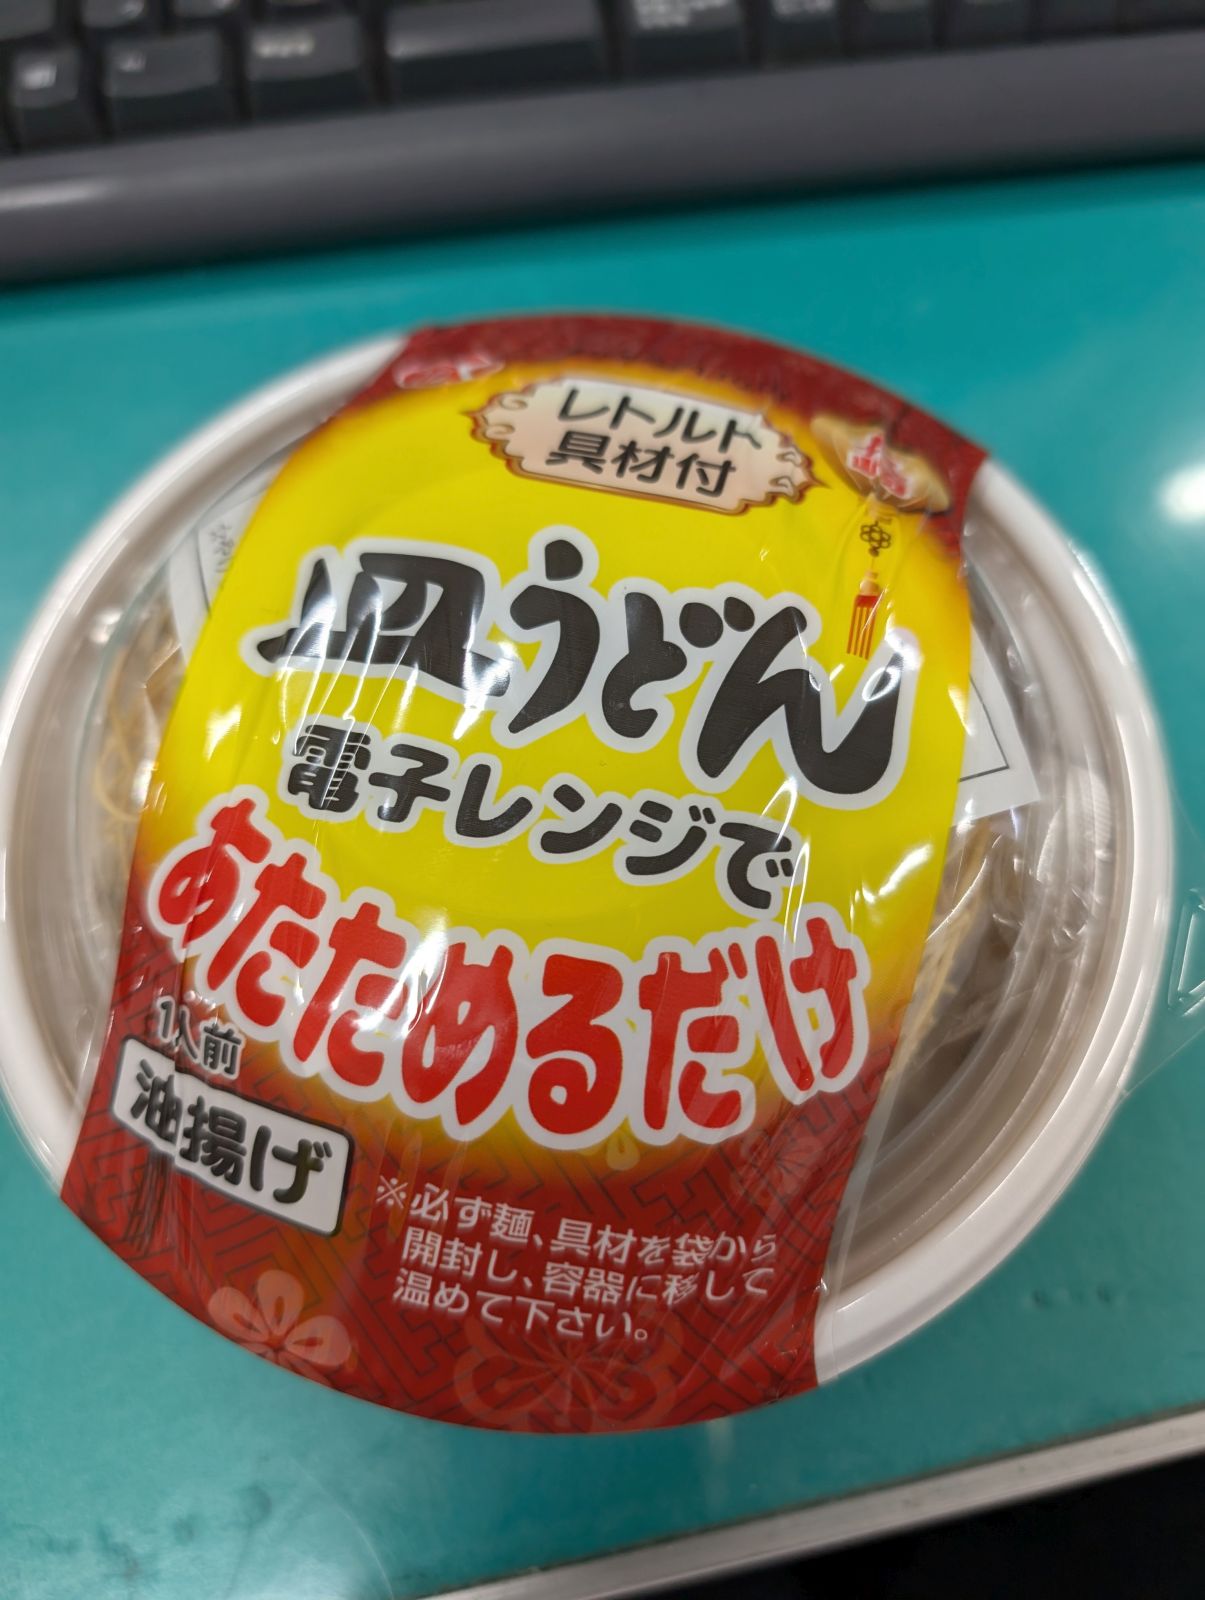 レトルト
具材付
皿うどん
電子レンジで
あたためるだけ
1人前
油揚げ
※必ず麺、具材を袋から
開封し、容器に移して
温めて下さい。